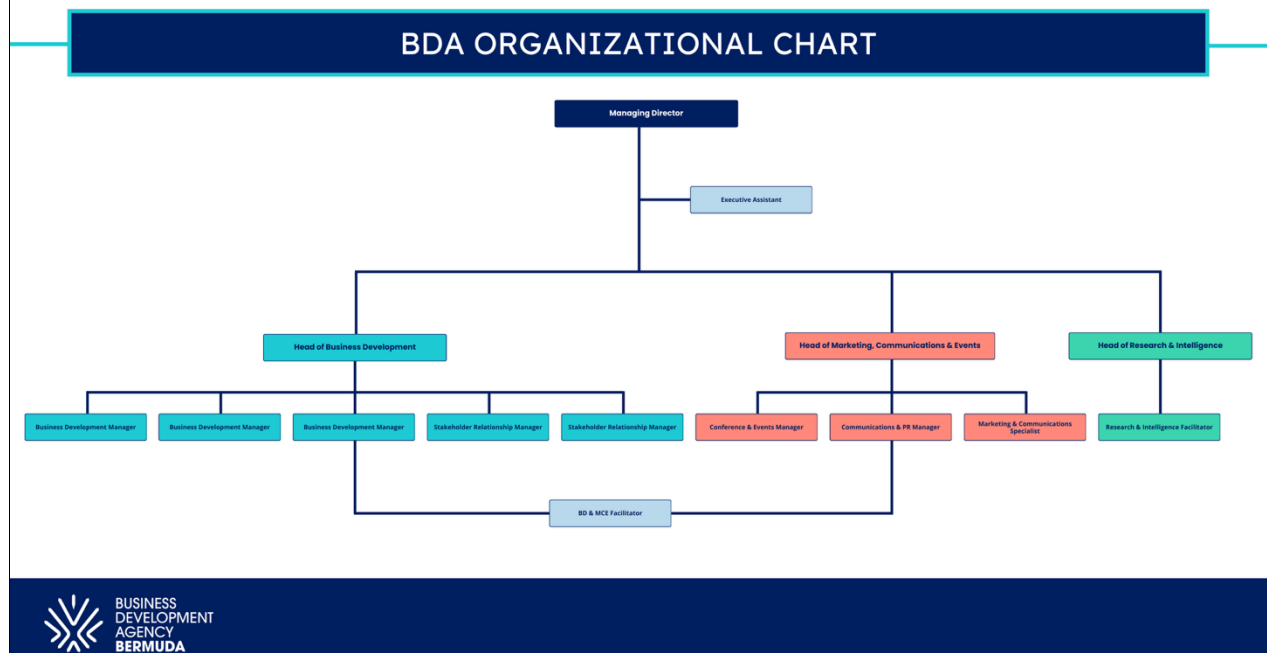 BDA ORGANIZATIONAL CHART
Managing Director
Executive Assistant
Head of Business Development
Head of Marketing, Communications & Events
Head of Research & Intelligence
Business Development Manager
Business Development Manager
Business Development Manager
Stakeholder Relationship Manager
Stakeholder Relationship Manager
Conference & Events Manager
Communications & PR Manager
Marketing & Communications
Specialist
Research & Intelligence Facilitator
BD & MCE Facilitator
BUSINESS
DEVELOPMENT
AGENCY
BERMUDA